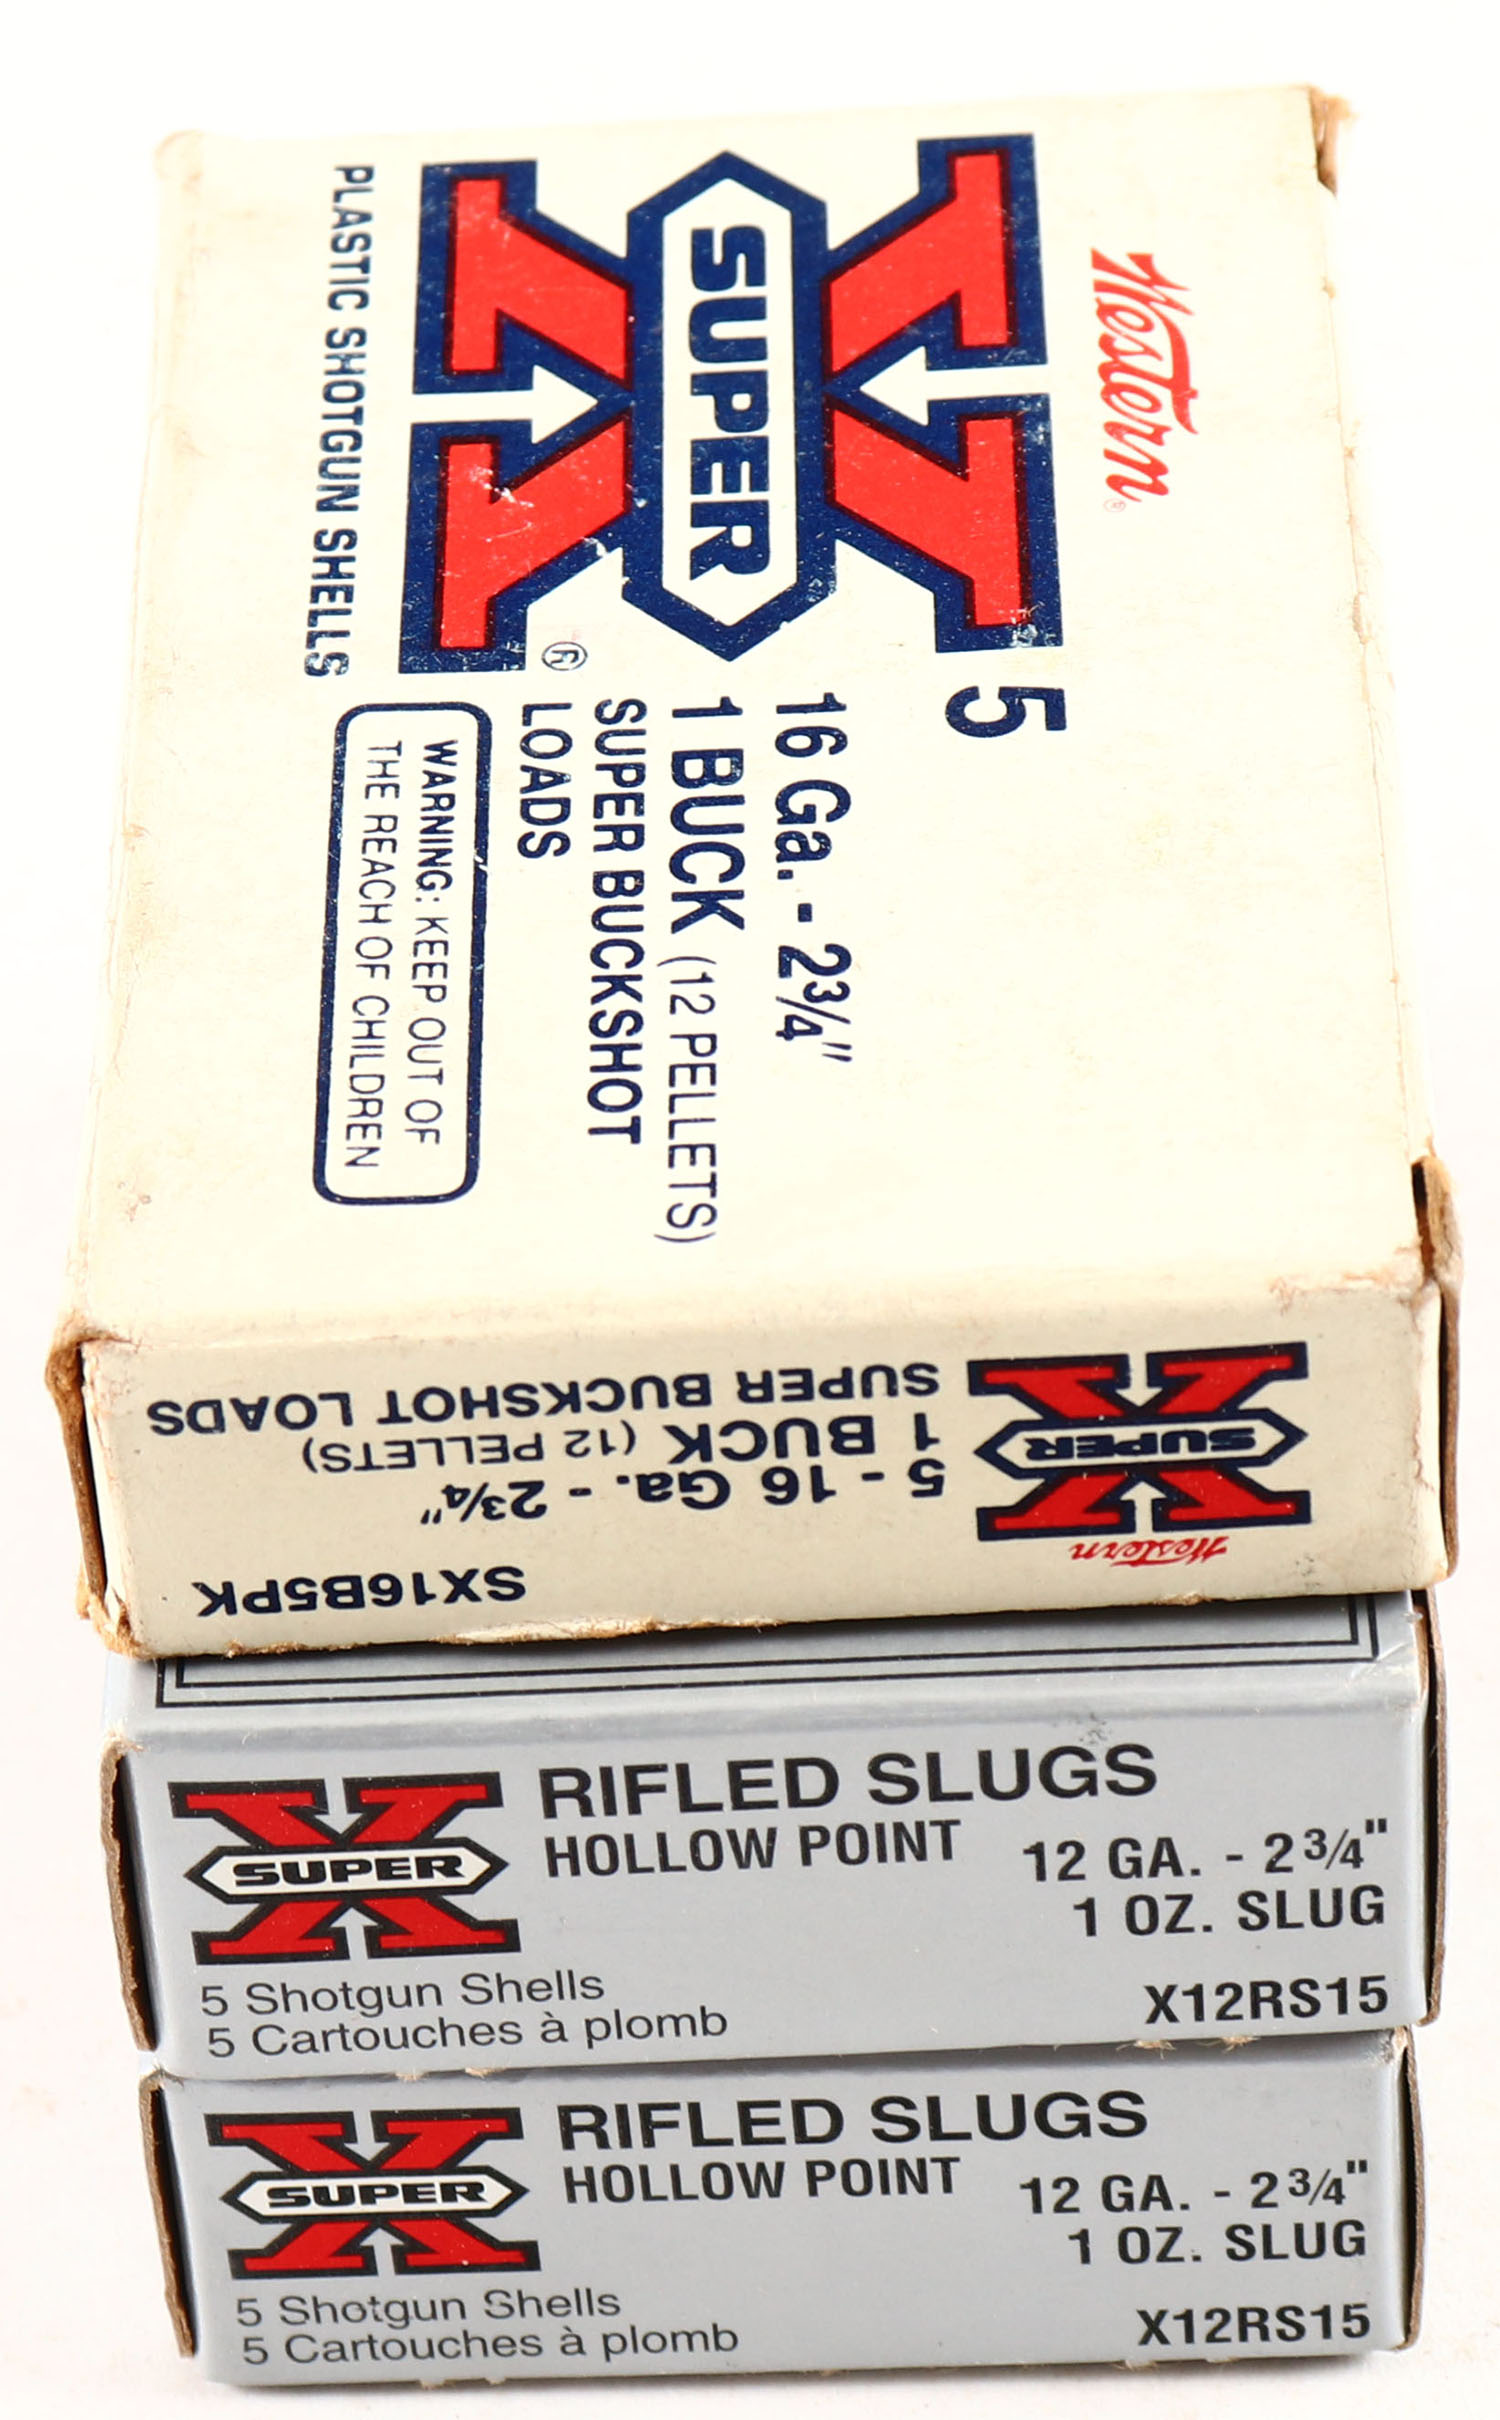 Western®
SUPER X®
PLASTIC SHOTGUN SHELLS
5
16 Ga. - 2¾"
1 BUCK (12 PELLETS)
SUPER BUCKSHOT
LOADS
WARNING: KEEP OUT OF
THE REACH OF CHILDREN
Western
SUPER X
SX16B5PK
5 - 16 Ga. - 2¾"
1 BUCK (12 PELLETS)
SUPER BUCKSHOT LOADS
SUPER X
RIFLED SLUGS
HOLLOW POINT
12 GA. - 2 3/4"
1 OZ. SLUG
5 Shotgun Shells
5 Cartouches à plomb
X12RS15
SUPER X
RIFLED SLUGS
HOLLOW POINT
12 GA. - 2 3/4"
1 OZ. SLUG
5 Shotgun Shells
5 Cartouches à plomb
X12RS15